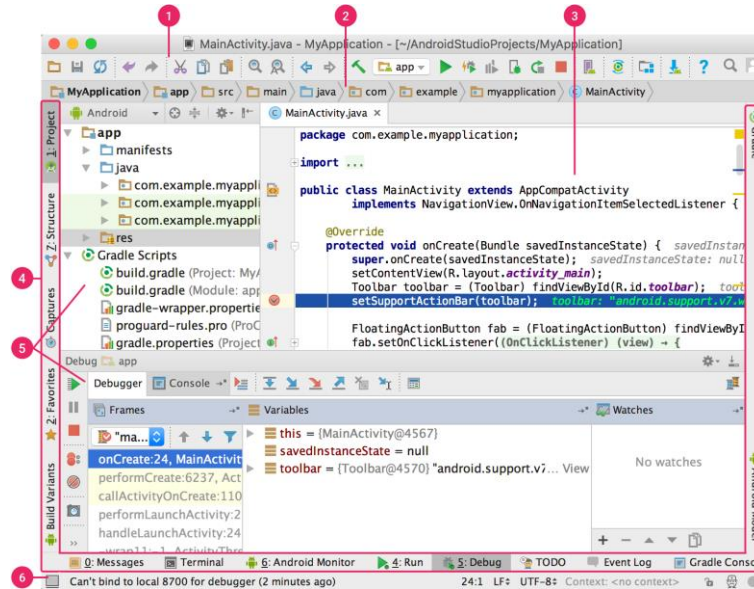 1 2 3
MainActivity.java - MyApplication - [~/AndroidStudioProjects/MyApplication]
app
MyApplication app src main java com example myapplication MainActivity
Android
MainActivity.java ×
1: Project
Z: Structure
Captures
2: Favorites
Build Variants
4
5
6
app
manifests
java
com.example.myappli
com.example.myappli
com.example.myappli
res
Gradle Scripts
build.gradle (Project: MyA
build.gradle (Module: app
gradle-wrapper.propertie
proguard-rules.pro (ProG
gradle.properties (Project
package com.example.myapplication;
import ...
public class MainActivity extends AppCompatActivity
implements NavigationView.OnNavigationItemSelectedListener {
@Override
protected void onCreate(Bundle savedInstanceState) { savedInstan
super.onCreate(savedInstanceState); savedInstanceState: null
setContentView(R.layout.activity_main);
Toolbar toolbar = (Toolbar) findViewById(R.id.toolbar); tool
setSupportActionBar(toolbar); toolbar: "android.support.v7.w
FloatingActionButton fab = (FloatingActionButton) findViewByI
fab.setOnClickListener((OnClickListener) (view) → {
Debug app
Debugger Console
Frames Variables Watches
"ma...
onCreate:24, MainActivit
performCreate:6237, Act
callActivityOnCreate:110
performLaunchActivity:2
handleLaunchActivity:24
-wrap11:-1, ActivityThre
this = {MainActivity@4567}
savedInstanceState = null
toolbar = {Toolbar@4570} "android.support.v7... View
No watches
0: Messages Terminal 6: Android Monitor 4: Run 5: Debug TODO Event Log Gradle Conso
Can't bind to local 8700 for debugger (2 minutes ago) 24:1 LF÷ UTF-8÷ Context: <no context>